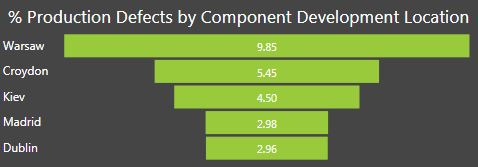 % Production Defects by Component Development Location
Warsaw 9.85
Croydon 5.45
Kiev 4.50
Madrid 2.98
Dublin 2.96